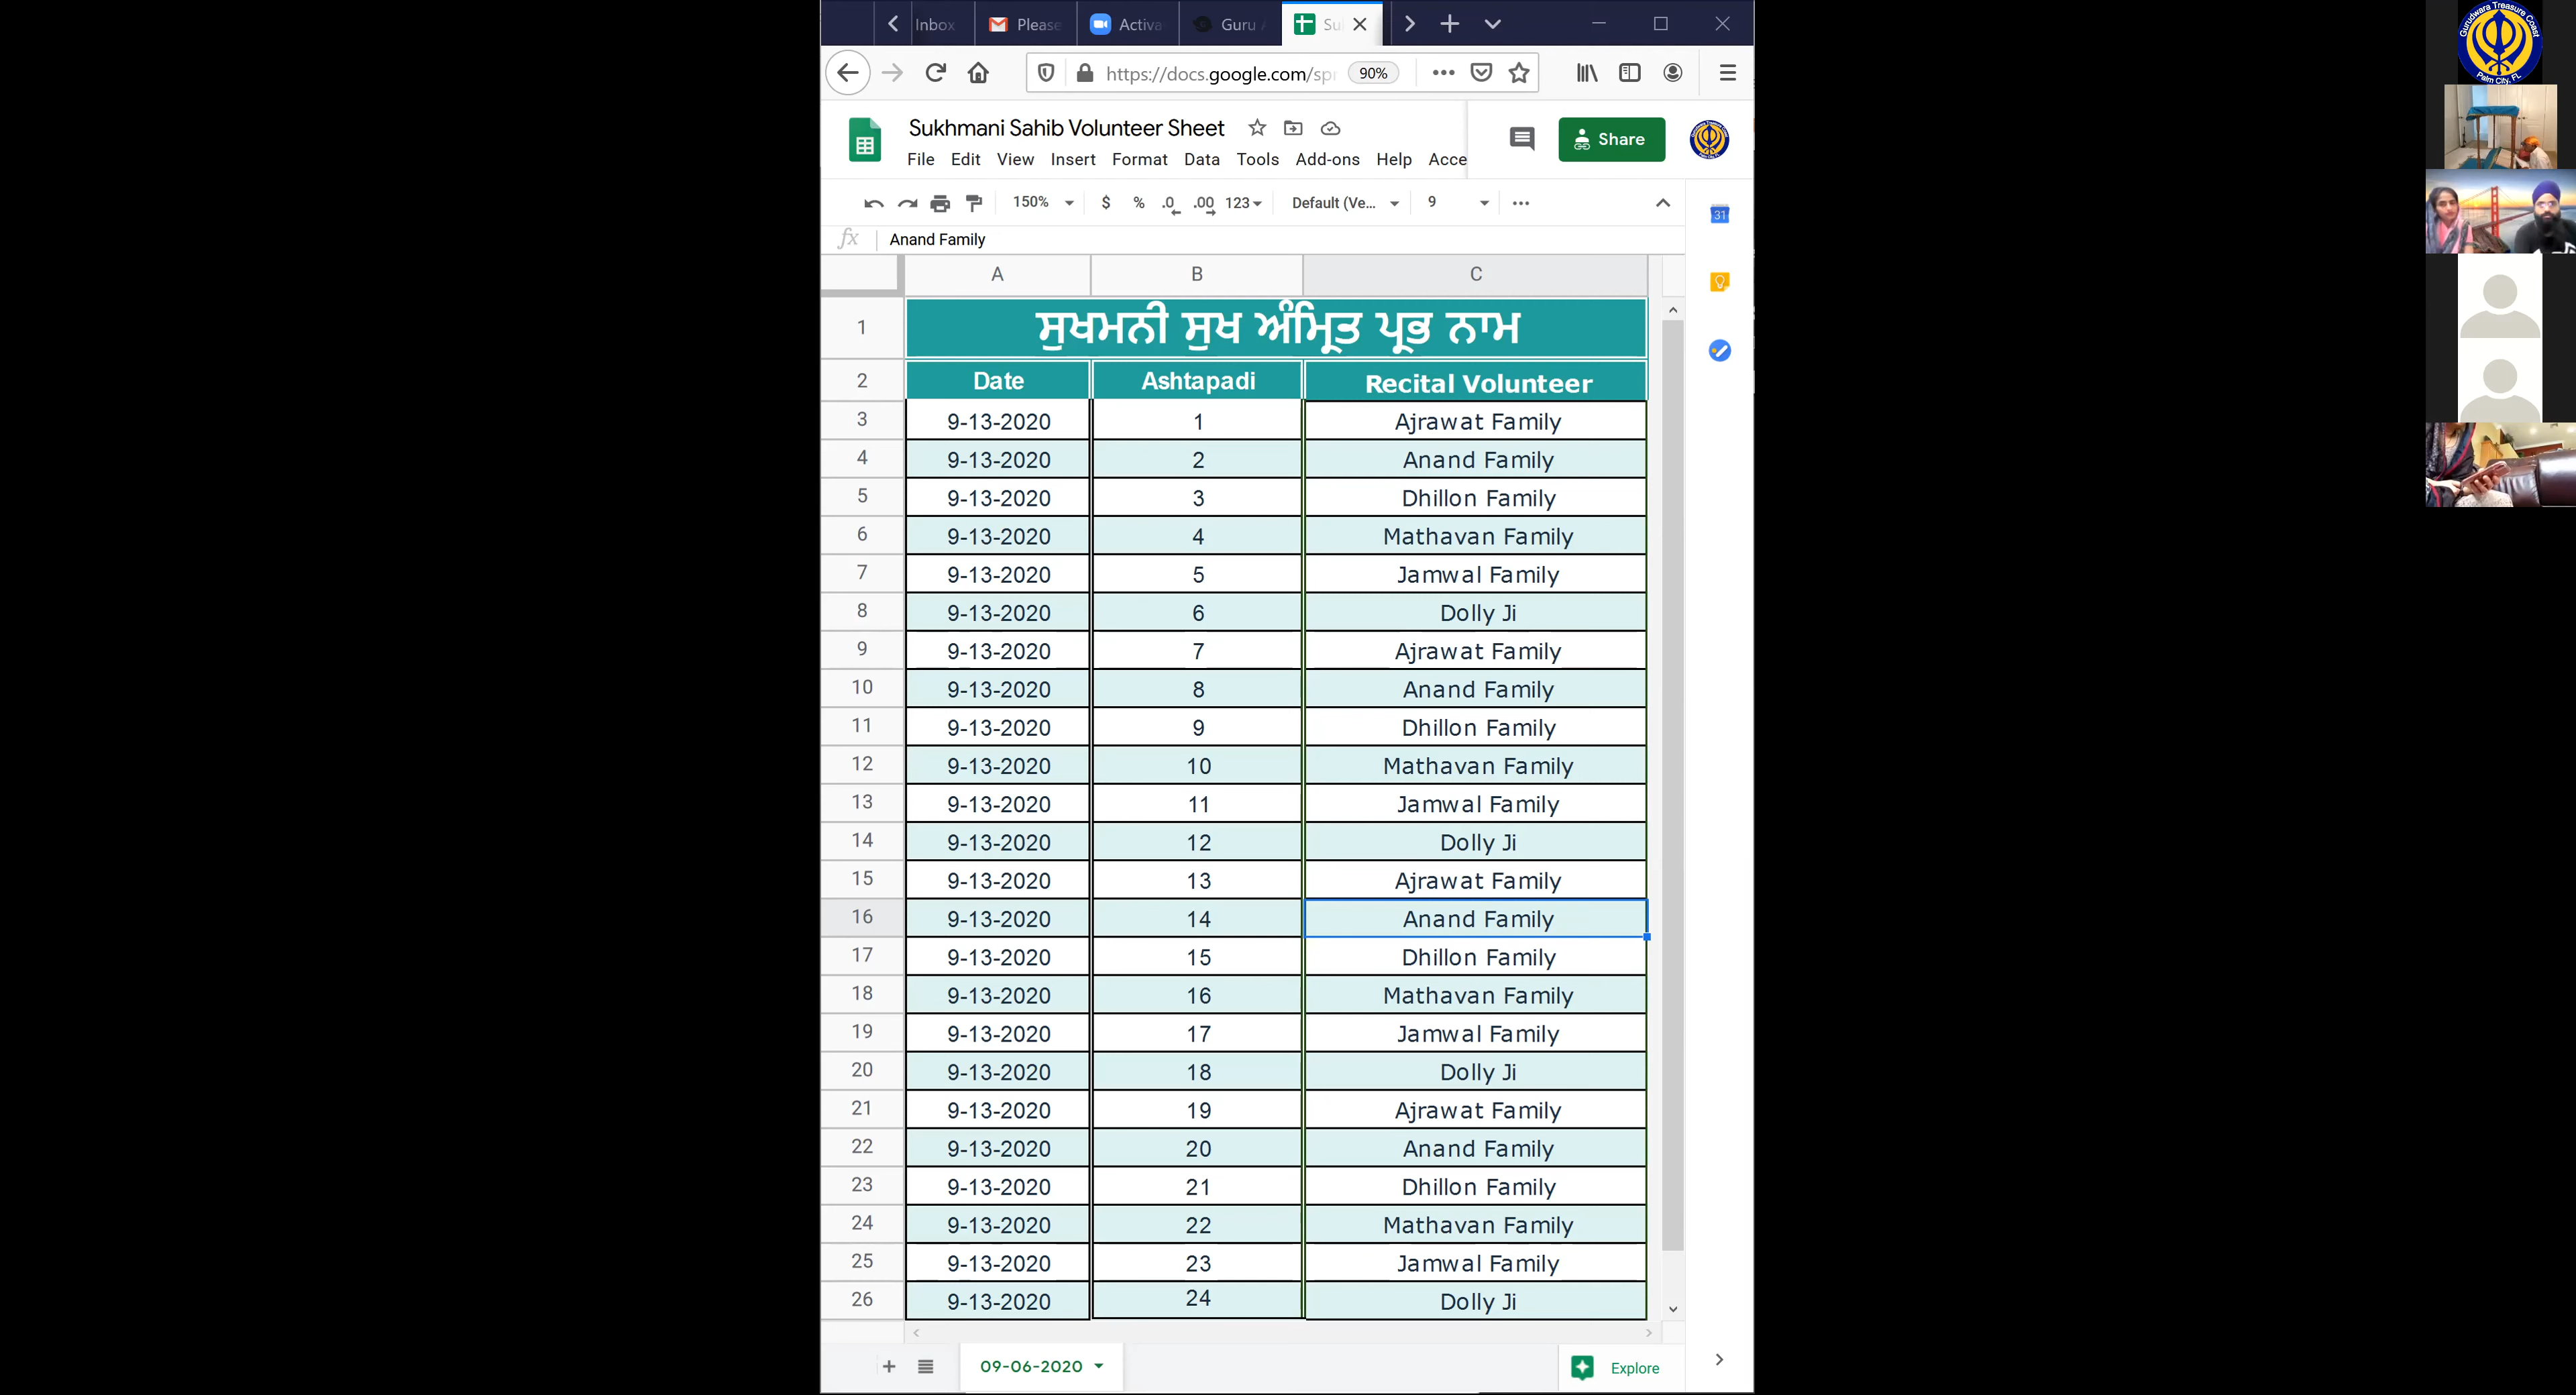 Inbox
Please
Activa
Guru
Su
https://docs.google.com/spr
90%
Gurudwara Treasure Coast
Palm City, FL
Sukhmani Sahib Volunteer Sheet
File Edit View Insert Format Data Tools Add-ons Help Acce
Share
150% $ % .0 .00 123 Default (Ve... 9
31
fx Anand Family
A B C
1 ਸੁਖਮਨੀ ਸੁਖ ਅੰਮ੍ਰਿਤ ਪ੍ਰਭ ਨਾਮ
2 Date Ashtapadi Recital Volunteer
3 9-13-2020 1 Ajrawat Family
4 9-13-2020 2 Anand Family
5 9-13-2020 3 Dhillon Family
6 9-13-2020 4 Mathavan Family
7 9-13-2020 5 Jamwal Family
8 9-13-2020 6 Dolly Ji
9 9-13-2020 7 Ajrawat Family
10 9-13-2020 8 Anand Family
11 9-13-2020 9 Dhillon Family
12 9-13-2020 10 Mathavan Family
13 9-13-2020 11 Jamwal Family
14 9-13-2020 12 Dolly Ji
15 9-13-2020 13 Ajrawat Family
16 9-13-2020 14 Anand Family
17 9-13-2020 15 Dhillon Family
18 9-13-2020 16 Mathavan Family
19 9-13-2020 17 Jamwal Family
20 9-13-2020 18 Dolly Ji
21 9-13-2020 19 Ajrawat Family
22 9-13-2020 20 Anand Family
23 9-13-2020 21 Dhillon Family
24 9-13-2020 22 Mathavan Family
25 9-13-2020 23 Jamwal Family
26 9-13-2020 24 Dolly Ji
09-06-2020
Explore